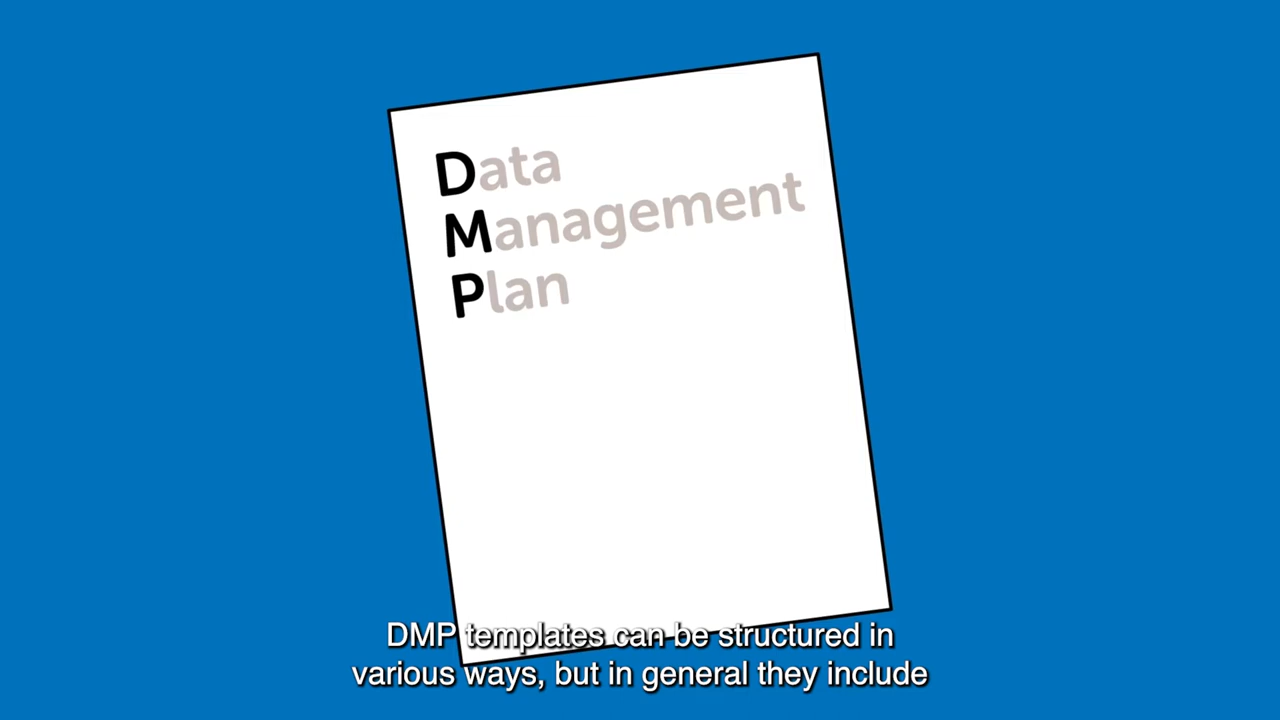 Data
Management
Plan
DMP templates can be structured in
various ways, but in general they include